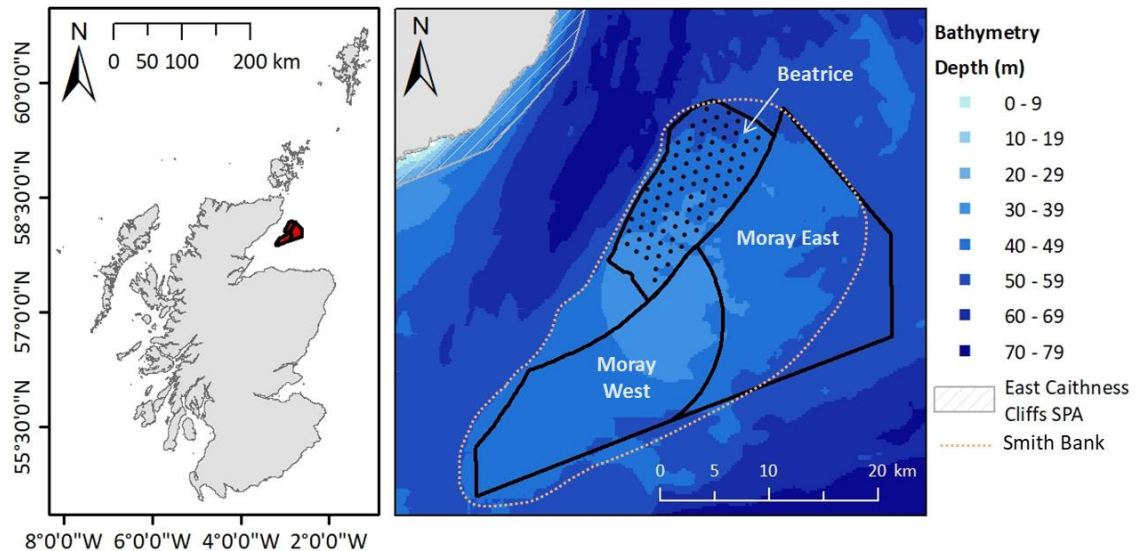 N
0 50 100 200 km
60°0'0"N
58°30'0"N
57°0'0"N
55°30'0"N
8°0'0"W 6°0'0"W 4°0'0"W 2°0'0"W
N
Beatrice
Moray East
Moray
West
0 5 10 20 km
Bathymetry
Depth (m)
0 - 9
10 - 19
20 - 29
30 - 39
40 - 49
50 - 59
60 - 69
70 - 79
East Caithness
Cliffs SPA
Smith Bank